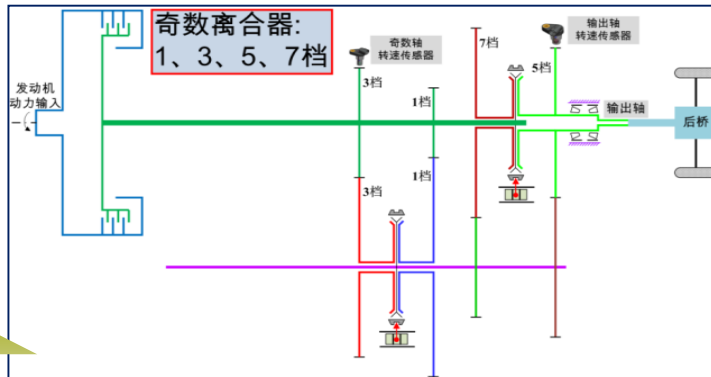 奇数离合器:
1、3、5、7档
发动机
动力输入
奇数轴
转速传感器
输出轴
转速传感器
7档
5档
3档
1档
输出轴
后桥
1档
3档